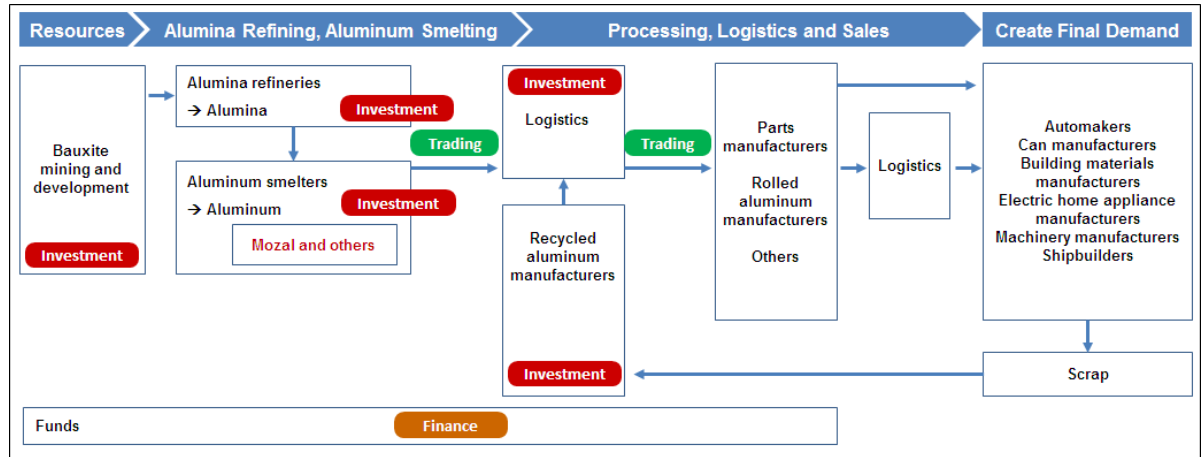 Resources
Alumina Refining, Aluminum Smelting
Processing, Logistics and Sales
Create Final Demand
Bauxite
mining and
development
Investment
Alumina refineries
→ Alumina
Investment
Aluminum smelters
→ Aluminum
Investment
Mozal and others
Trading
Investment
Logistics
Recycled
aluminum
manufacturers
Investment
Trading
Parts
manufacturers
Rolled
aluminum
manufacturers
Others
Logistics
Automakers
Can manufacturers
Building materials
manufacturers
Electric home appliance
manufacturers
Machinery manufacturers
Shipbuilders
Scrap
Funds
Finance